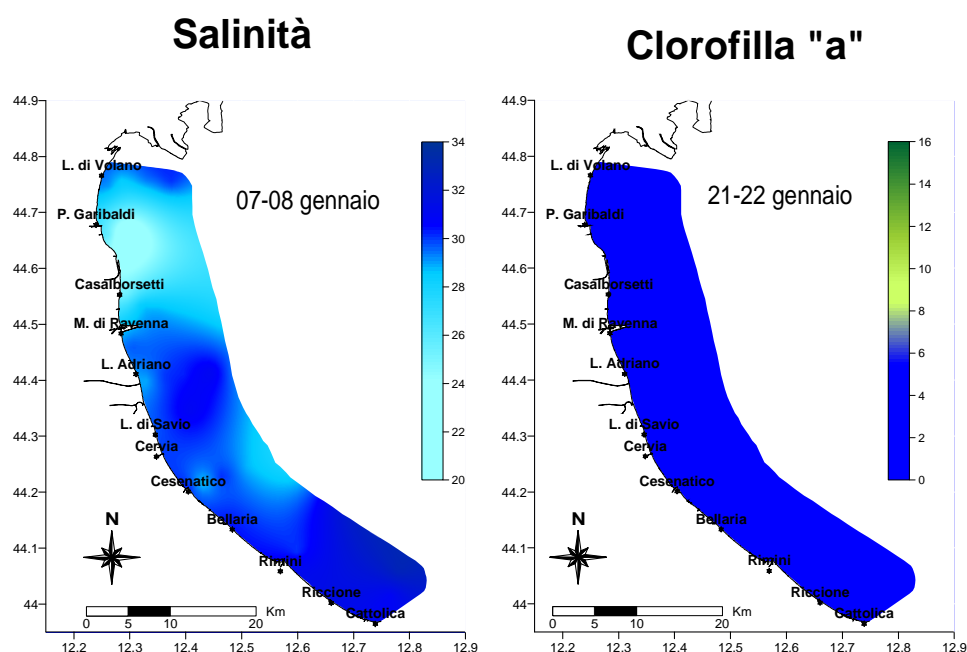 Salinità
44.9
44.8
44.7
44.6
44.5
44.4
44.3
44.2
44.1
44
12.2
12.3
12.4
12.5
12.6
12.7
12.8
12.9
L. di Volano
P. Garibaldi
Casalborsetti
M. di Ravenna
L. Adriano
L. di Savio
Cervia
Cesenatico
Bellaria
Rimini
Riccione
Cattolica
07-08 gennaio
34
32
30
28
26
24
22
20
N
0
5
10
20
Km
Clorofilla "a"
44.9
44.8
44.7
44.6
44.5
44.4
44.3
44.2
44.1
44
12.2
12.3
12.4
12.5
12.6
12.7
12.8
12.9
L. di Volano
P. Garibaldi
Casalborsetti
M. di Ravenna
L. Adriano
L. di Savio
Cervia
Cesenatico
Bellaria
Rimini
Riccione
Cattolica
21-22 gennaio
16
14
12
10
8
6
4
2
0
N
0
5
10
20
Km